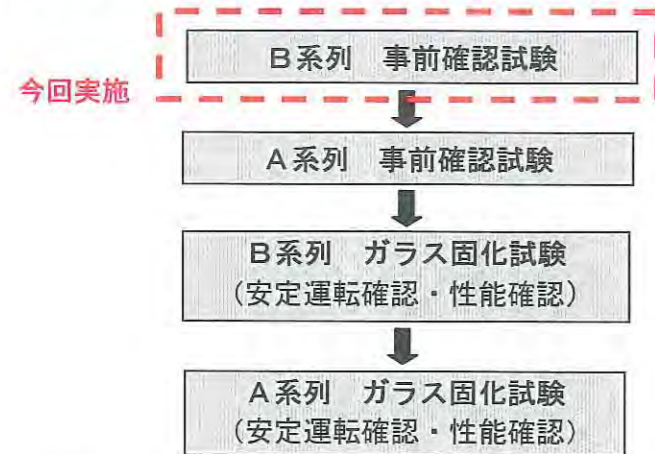 B系列 事前確認試験
今回実施
A系列 事前確認試験
B系列 ガラス固化試験
（安定運転確認・性能確認）
A系列 ガラス固化試験
（安定運転確認・性能確認）